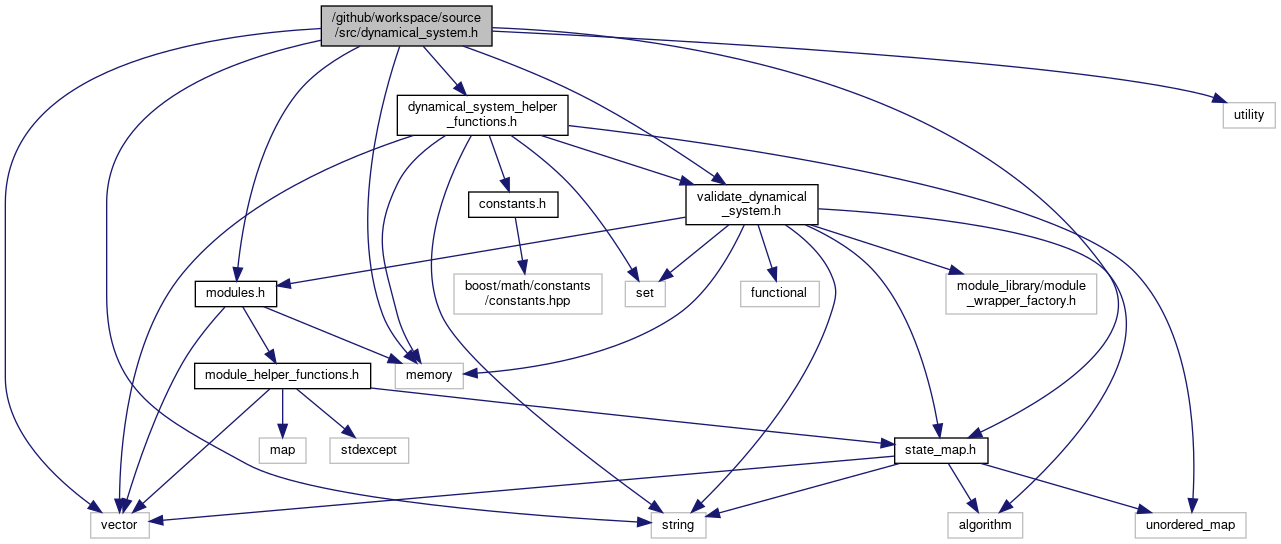 /github/workspace/source
/src/dynamical_system.h
dynamical_system_helper
_functions.h
utility
validate_dynamical
_system.h
constants.h
modules.h
boost/math/constants
/constants.hpp
set
functional
module_library/module
_wrapper_factory.h
module_helper_functions.h
memory
map
stdexcept
state_map.h
vector
string
algorithm
unordered_map